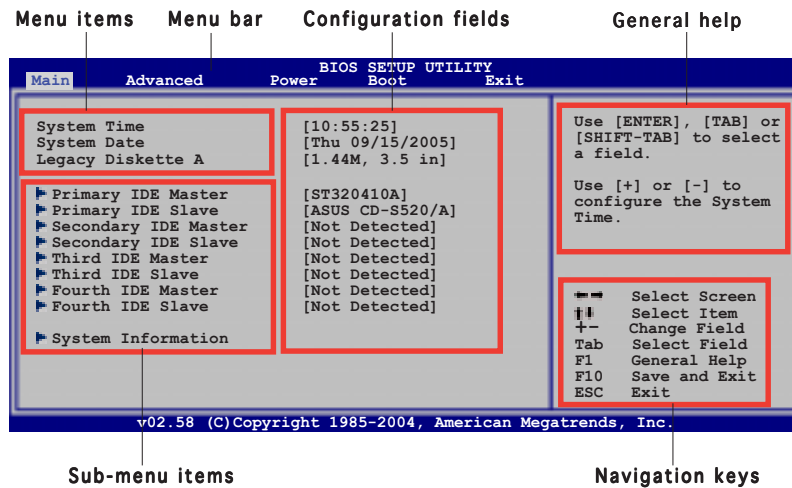 Menu items Menu bar Configuration fields General help
BIOS SETUP UTILITY
Main Advanced Power Boot Exit
System Time [10:55:25]
System Date [Thu 09/15/2005]
Legacy Diskette A [1.44M, 3.5 in]
Primary IDE Master [ST320410A]
Primary IDE Slave [ASUS CD-S520/A]
Secondary IDE Master [Not Detected]
Secondary IDE Slave [Not Detected]
Third IDE Master [Not Detected]
Third IDE Slave [Not Detected]
Fourth IDE Master [Not Detected]
Fourth IDE Slave [Not Detected]
System Information
Use [ENTER], [TAB] or
[SHIFT-TAB] to select
a field.
Use [+] or [-] to
configure the System
Time.
Select Screen
Select Item
+- Change Field
Tab Select Field
F1 General Help
F10 Save and Exit
ESC Exit
v02.58 (C)Copyright 1985-2004, American Megatrends, Inc.
Sub-menu items Navigation keys